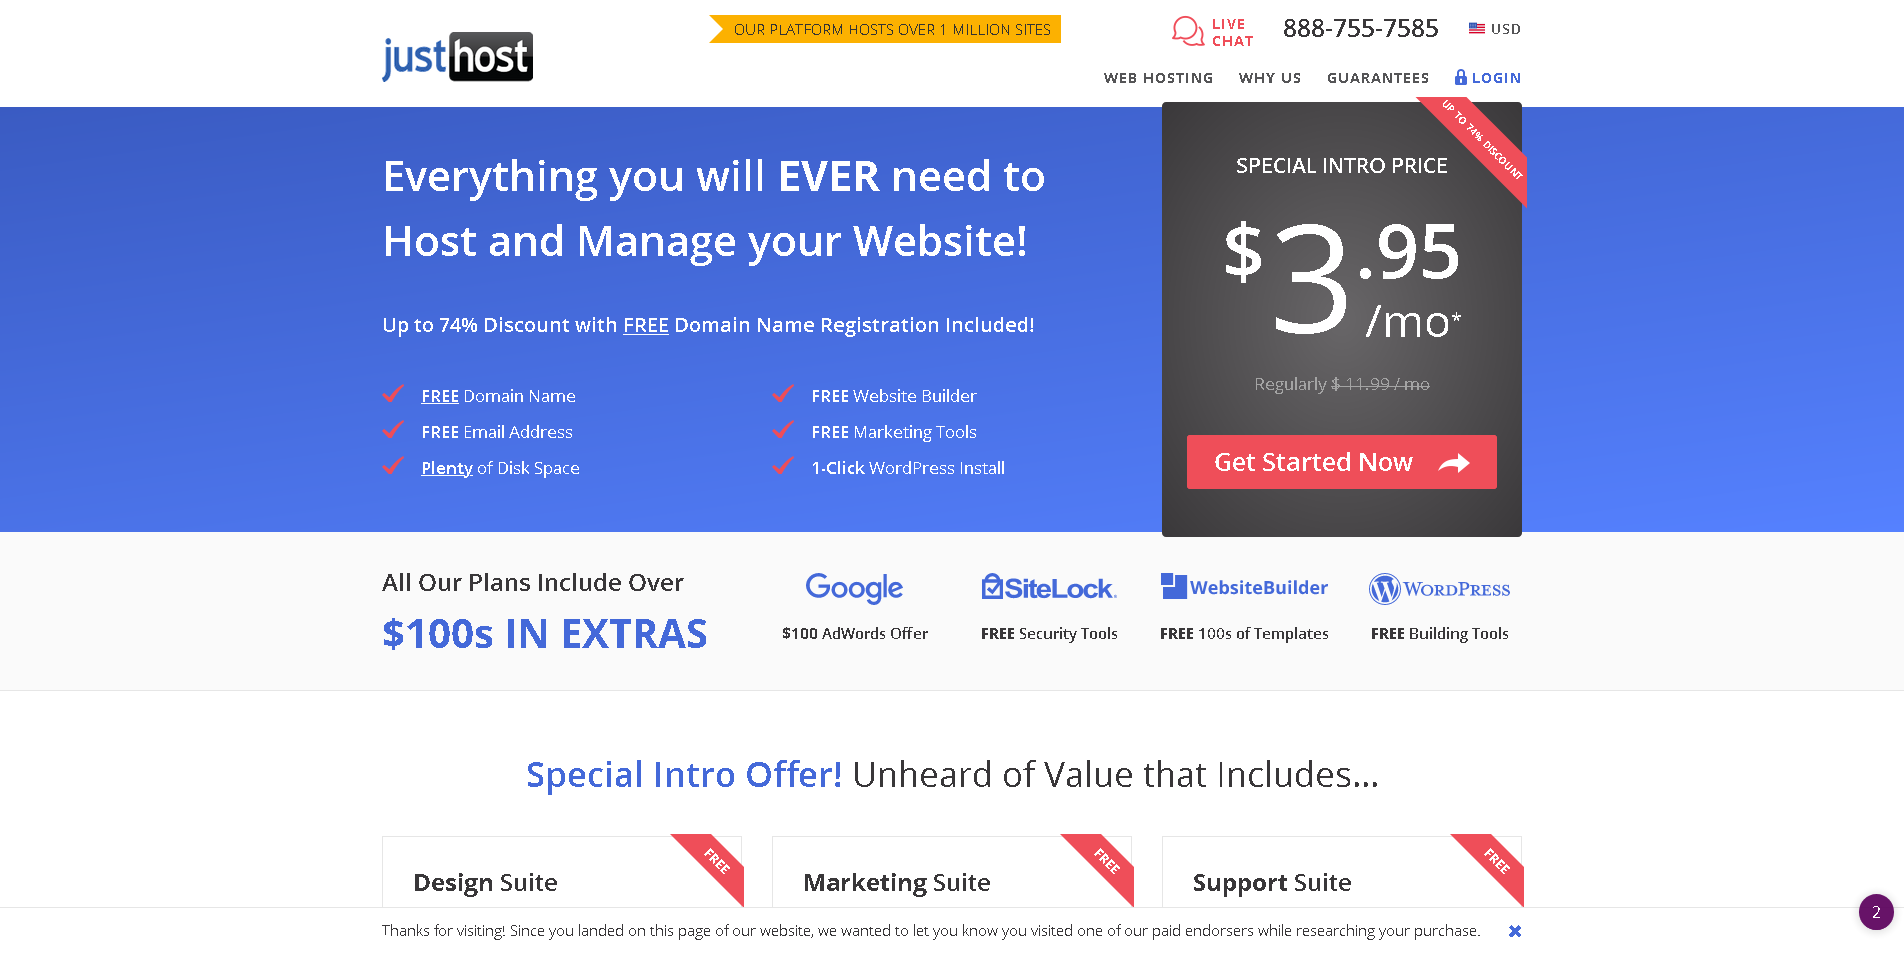 justhost
OUR PLATFORM HOSTS OVER 1 MILLION SITES
LIVE
CHAT
888-755-7585
USD
WEB HOSTING
WHY US
GUARANTEES
LOGIN
Everything you will EVER need to
Host and Manage your Website!
Up to 74% Discount with FREE Domain Name Registration Included!
FREE Domain Name
FREE Email Address
Plenty of Disk Space
FREE Website Builder
FREE Marketing Tools
1-Click WordPress Install
UP TO 74% DISCOUNT
SPECIAL INTRO PRICE
$3.95
/mo*
Regularly $ 11.99 / mo
Get Started Now
All Our Plans Include Over
$100s IN EXTRAS
Google
$100 AdWords Offer
SiteLock.
FREE Security Tools
WebsiteBuilder
FREE 100s of Templates
WORDPRESS
FREE Building Tools
Special Intro Offer! Unheard of Value that Includes...
Design Suite
FREE
Marketing Suite
FREE
Support Suite
FREE
Thanks for visiting! Since you landed on this page of our website, we wanted to let you know you visited one of our paid endorsers while researching your purchase.
2